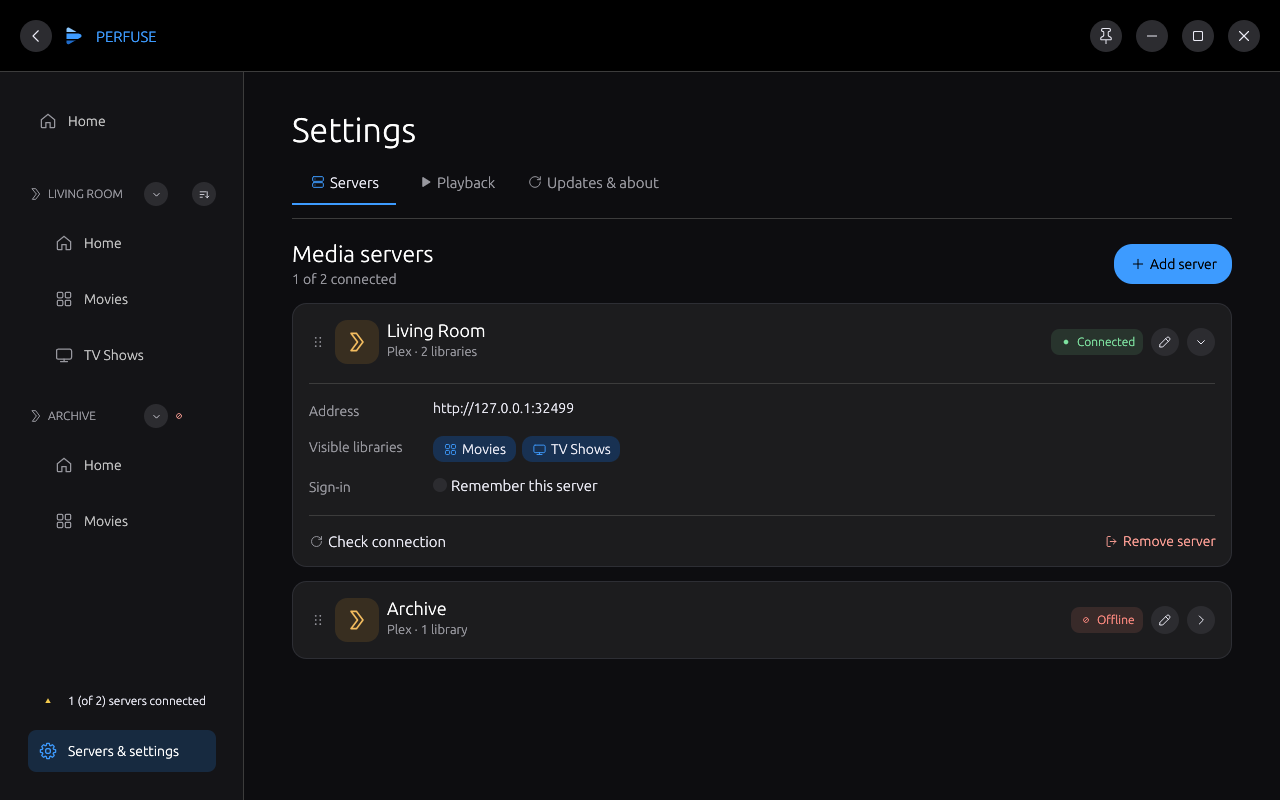 PERFUSE
Home
LIVING ROOM
Home
Movies
TV Shows
ARCHIVE
Home
Movies
1 (of 2) servers connected
Servers & settings
Settings
Servers
Playback
Updates & about
Media servers
1 of 2 connected
Add server
Living Room
Plex · 2 libraries
Connected
Address
http://127.0.0.1:32499
Visible libraries
Movies
TV Shows
Sign-in
Remember this server
Check connection
Remove server
Archive
Plex · 1 library
Offline